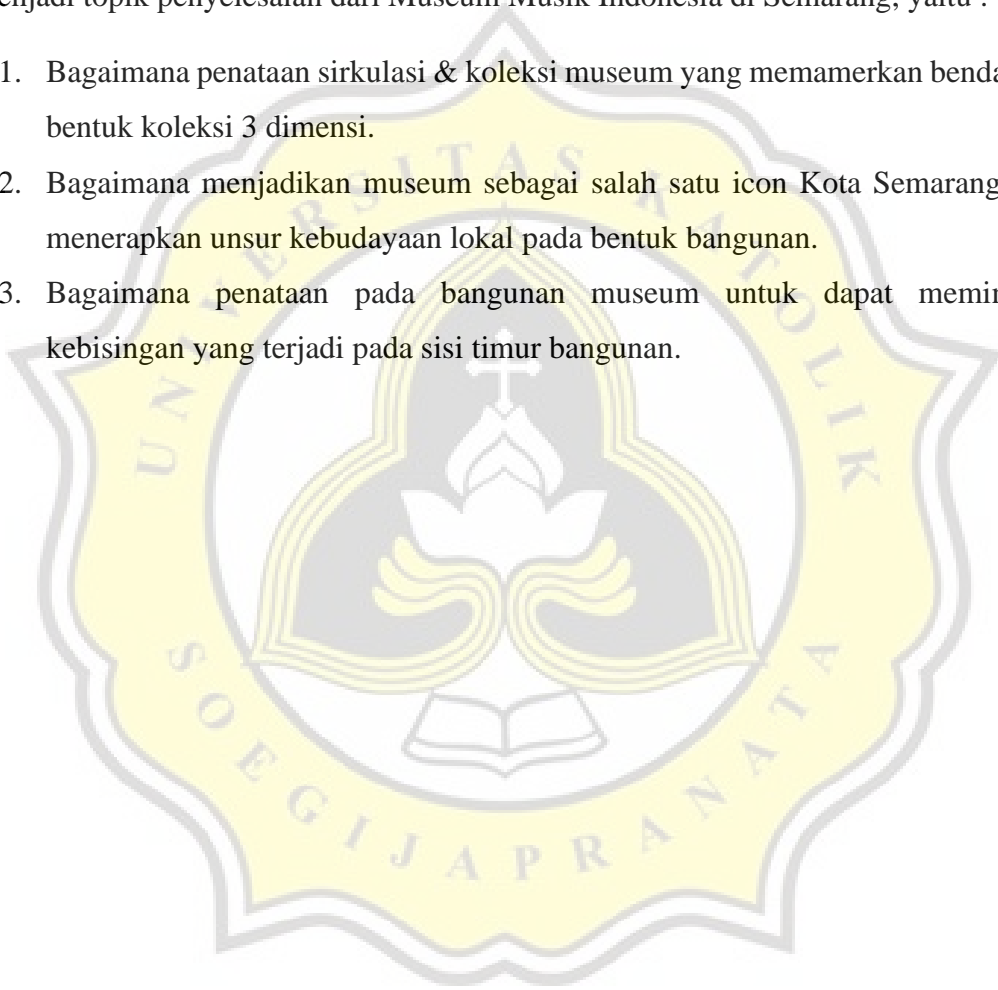 enjadi topik penyelesaian dari Museum Musik Indonesia di Semarang, yaitu :
1. Bagaimana penataan sirkulasi & koleksi museum yang memamerkan benda
bentuk koleksi 3 dimensi.
2. Bagaimana menjadikan museum sebagai salah satu icon Kota Semarang
menerapkan unsur kebudayaan lokal pada bentuk bangunan.
3. Bagaimana penataan pada bangunan museum untuk dapat memin
kebisingan yang terjadi pada sisi timur bangunan.
UNIVERSITAS KATOLIK
SOEGIJAPRANATA